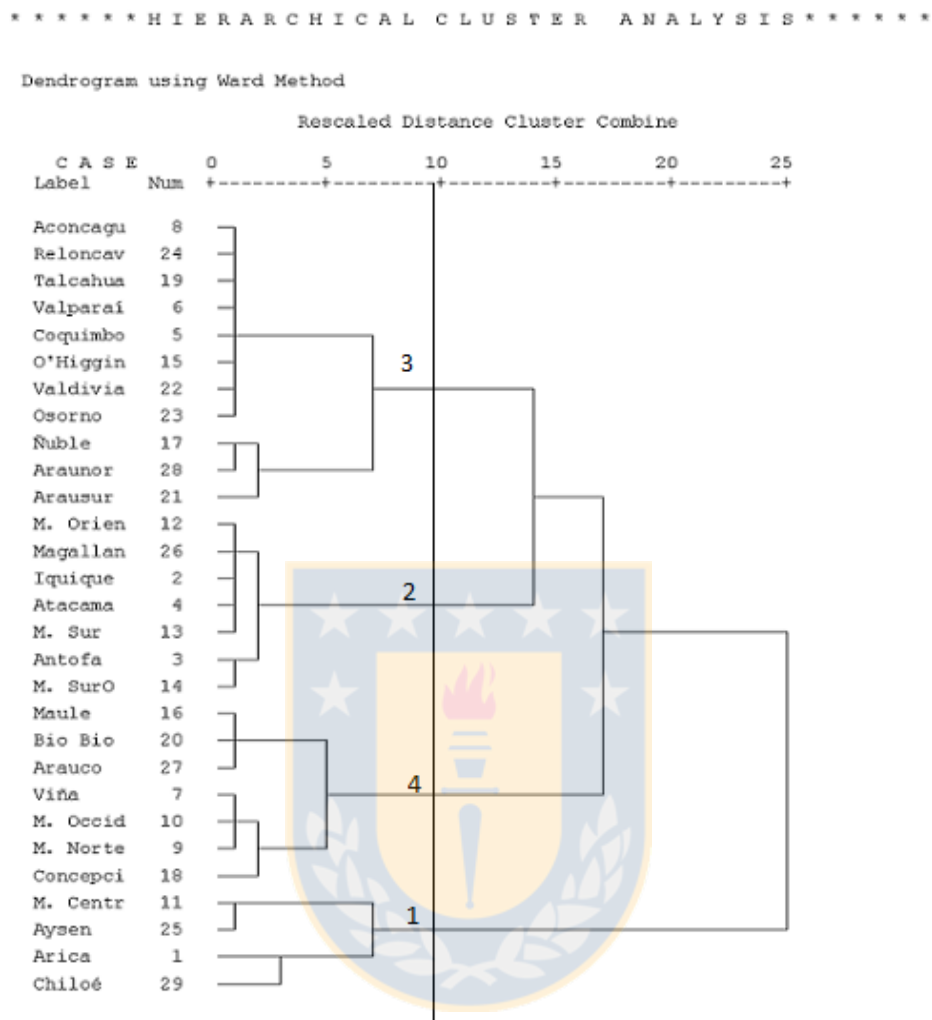 * * * * * * H I E R A R C H I C A L   C L U S T E R   A N A L Y S I S * * * * * *
Dendrogram using Ward Method
Rescaled Distance Cluster Combine
C A S E   0   5   10   15   20   25
Label   Num   +---------+---------+---------+---------+---------+
Aconcagu   8
Reloncav   24
Talcahua   19
Valparaí   6
Coquimbo   5
O'Higgin   15
3
Valdivia   22
Osorno   23
Ñuble   17
Araunor   28
Arausur   21
M. Orien   12
Magallan   26
Iquique   2
2
Atacama   4
M. Sur   13
Antofa   3
M. SurO   14
Maule   16
Bio Bio   20
Arauco   27
4
Viña   7
M. Occid   10
M. Norte   9
Concepci   18
M. Centr   11
1
Aysen   25
Arica   1
Chiloé   29